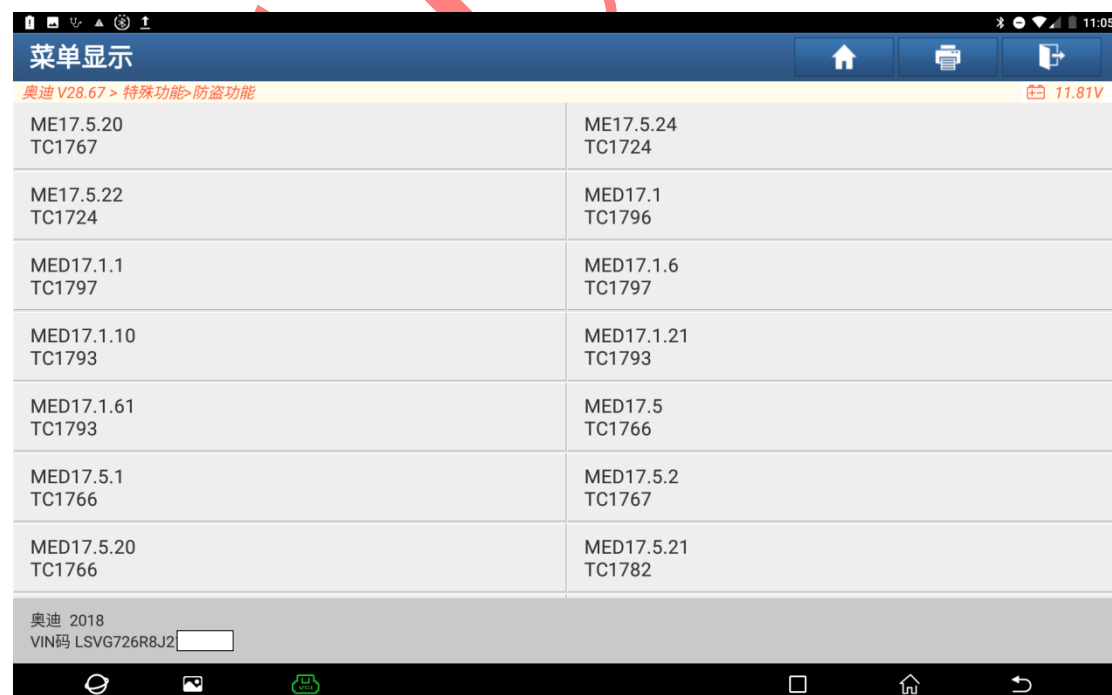 11:05
菜单显示
奥迪 V28.67 > 特殊功能>防盗功能
11.81V
ME17.5.20
TC1767
ME17.5.24
TC1724
ME17.5.22
TC1724
MED17.1
TC1796
MED17.1.1
TC1797
MED17.1.6
TC1797
MED17.1.10
TC1793
MED17.1.21
TC1793
MED17.1.61
TC1793
MED17.5
TC1766
MED17.5.1
TC1766
MED17.5.2
TC1767
MED17.5.20
TC1766
MED17.5.21
TC1782
奥迪 2018
VIN码 LSVG726R8J2
VCI